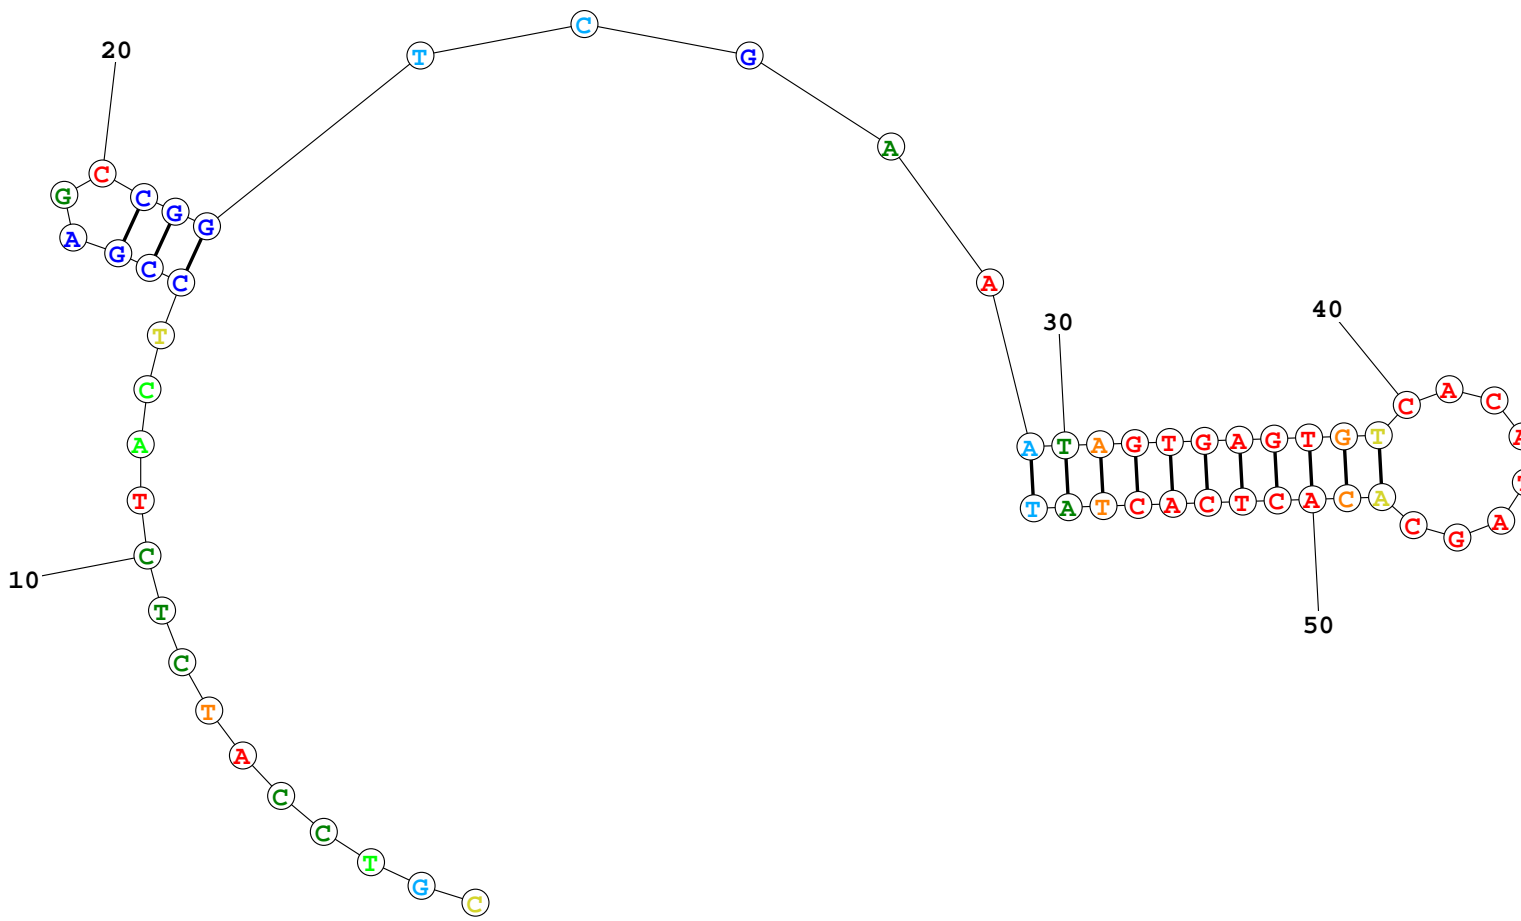 C G T C C A T C T C
10
T A C T C C G A G C
20
C G G T C G A A A T
30
A G T G A G T G T C
40
A C A T A G C A C A
50
C T C A C T A T